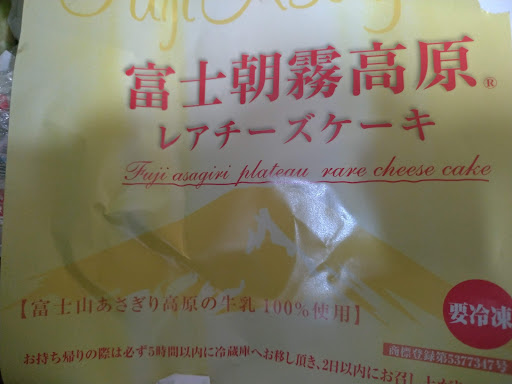 富士朝霧高原®
レアチーズケーキ
Fuji asagiri plateau rare cheese cake
【富士山あさぎり高原の牛乳100%使用】
要冷凍
商標登録第5377347号
お持ち帰りの際は必ず5時間以内に冷蔵庫へお移し頂き、2日以内にお召し上が